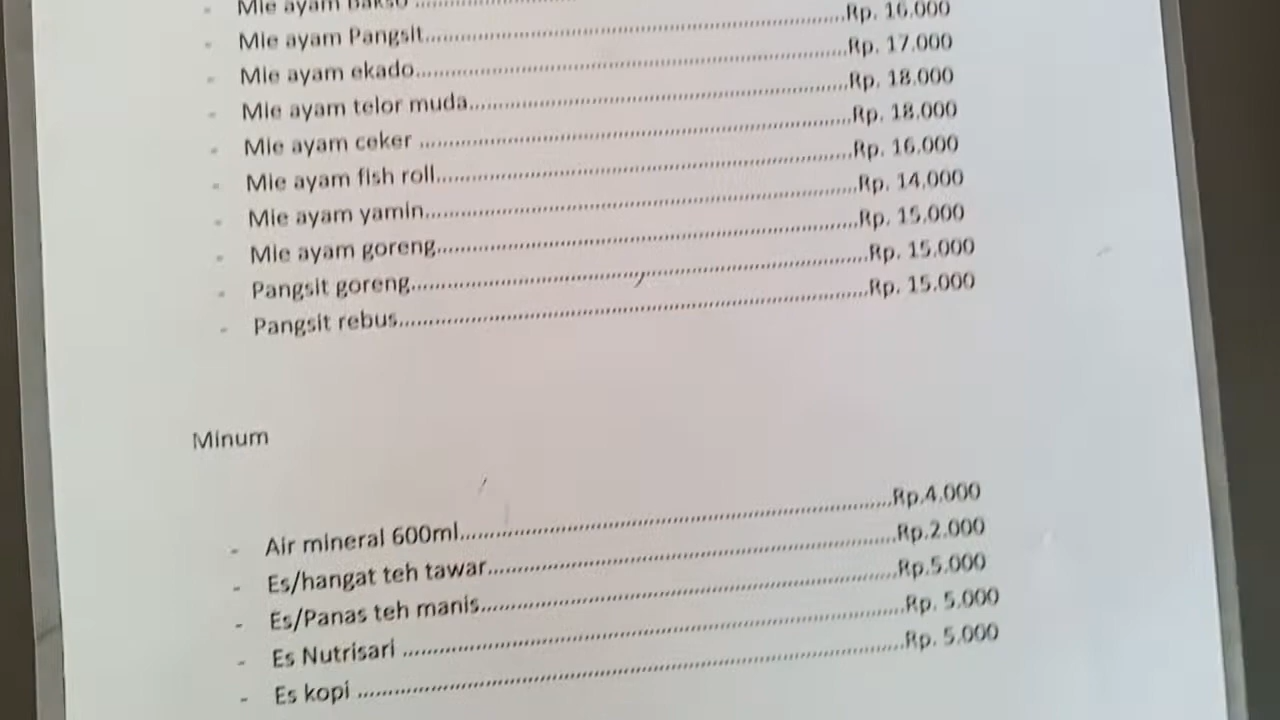 - Mie ayam Bakso ........................
- Mie ayam Pangsit........................Rp. 16.000
- Mie ayam ekado........................Rp. 17.000
- Mie ayam telor muda........................Rp. 18.000
- Mie ayam ceker ........................Rp. 18.000
- Mie ayam fish roll........................Rp. 16.000
- Mie ayam yamin........................Rp. 14.000
- Mie ayam goreng........................Rp. 15.000
- Pangsit goreng........................Rp. 15.000
- Pangsit rebus........................Rp. 15.000
Minum
- Air mineral 600ml........................Rp.4.000
- Es/hangat teh tawar........................Rp.2.000
- Es/Panas teh manis........................Rp.5.000
- Es Nutrisari ........................Rp. 5.000
- Es kopi ........................Rp. 5.000